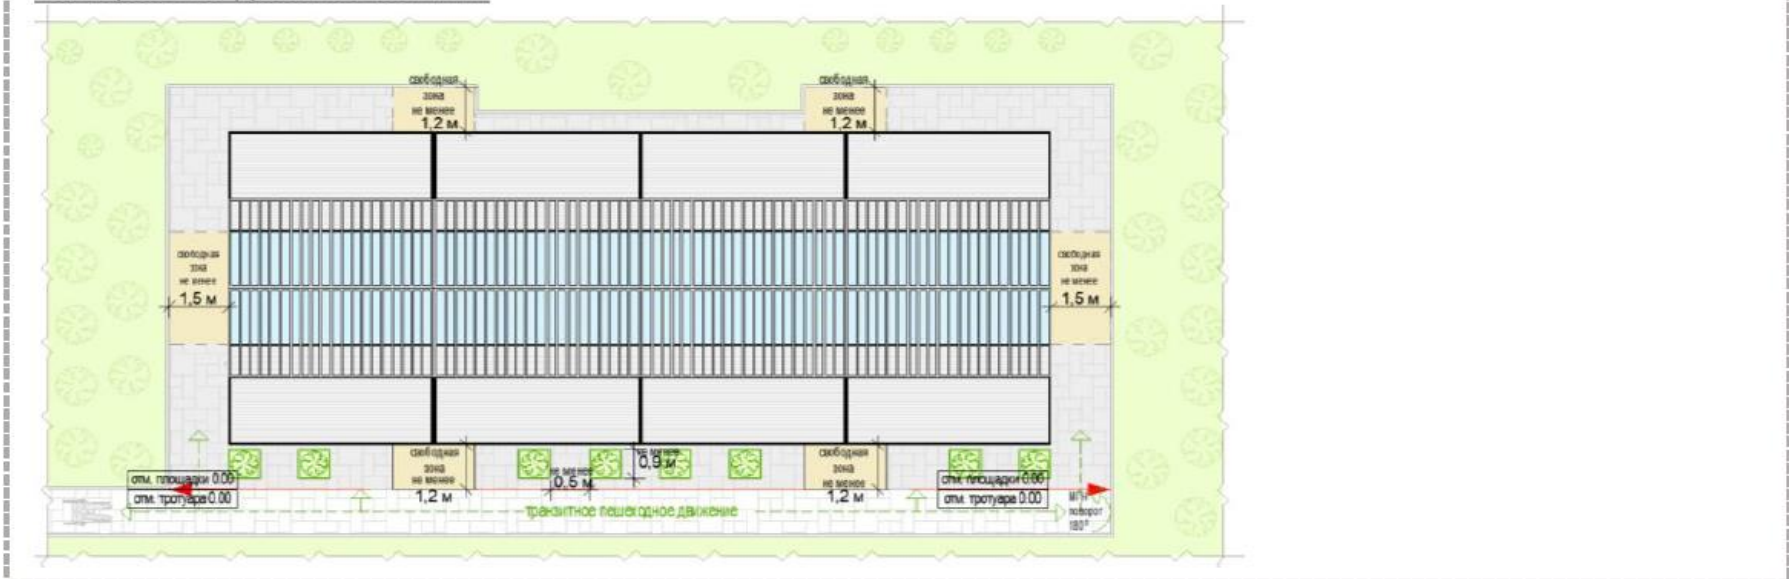 свободная
зона
не менее
1,2 м
свободная
зона
не менее
1,2 м
свободная
зона
не менее
1,5 м
свободная
зона
не менее
1,5 м
отм. площадки 0.00
отм. тротуара 0.00
свободная
зона
не менее
1,2 м
не менее
0,5 м
не менее
0,9 м
свободная
зона
не менее
1,2 м
отм. площадки 0.00
отм. тротуара 0.00
транзитное пешеходное движение
МГН
поворот
180°